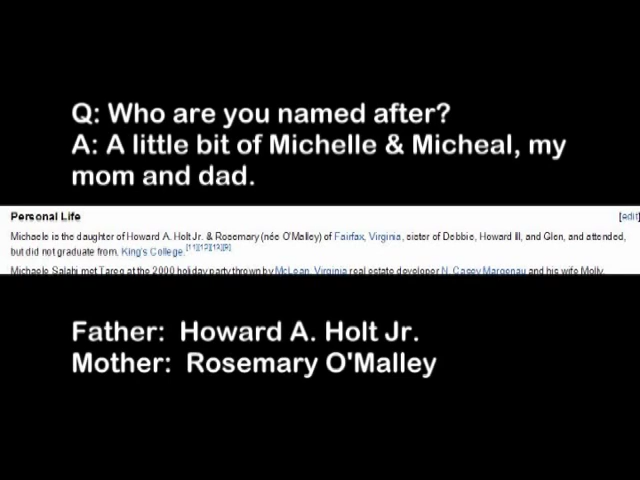 Q: Who are you named after?
A: A little bit of Michelle & Micheal, my
mom and dad.
Personal Life [edit]
Michaele is the daughter of Howard A. Holt Jr. & Rosemary (née O'Malley) of Fairfax, Virginia, sister of Debbie, Howard III, and Glen, and attended,
but did not graduate from, King's College.[11][12][13][9]
Michaele Salahi met Tareq at the 2000 holiday party thrown by McLean, Virginia real estate developer N. Casey Margenau and his wife Molly.
Father: Howard A. Holt Jr.
Mother: Rosemary O'Malley